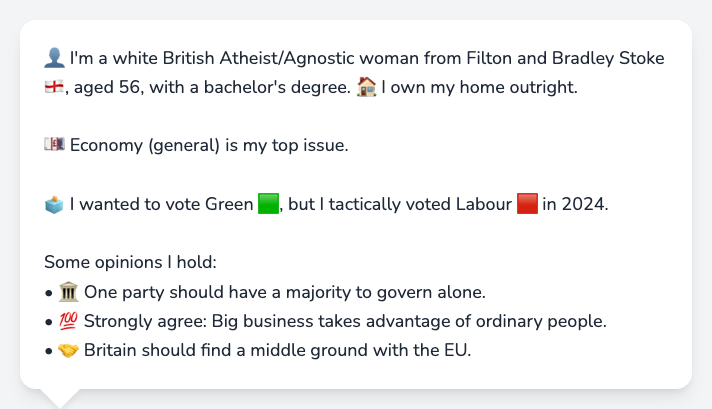 👤 I'm a white British Atheist/Agnostic woman from Filton and Bradley Stoke
🏴󠁧󠁢󠁥󠁮󠁧󠁿, aged 56, with a bachelor's degree. 🏠 I own my home outright.
💷 Economy (general) is my top issue.
🗳️ I wanted to vote Green 🟩, but I tactically voted Labour 🟥 in 2024.
Some opinions I hold:
• 🏛️ One party should have a majority to govern alone.
• 💯 Strongly agree: Big business takes advantage of ordinary people.
• 🤝 Britain should find a middle ground with the EU.